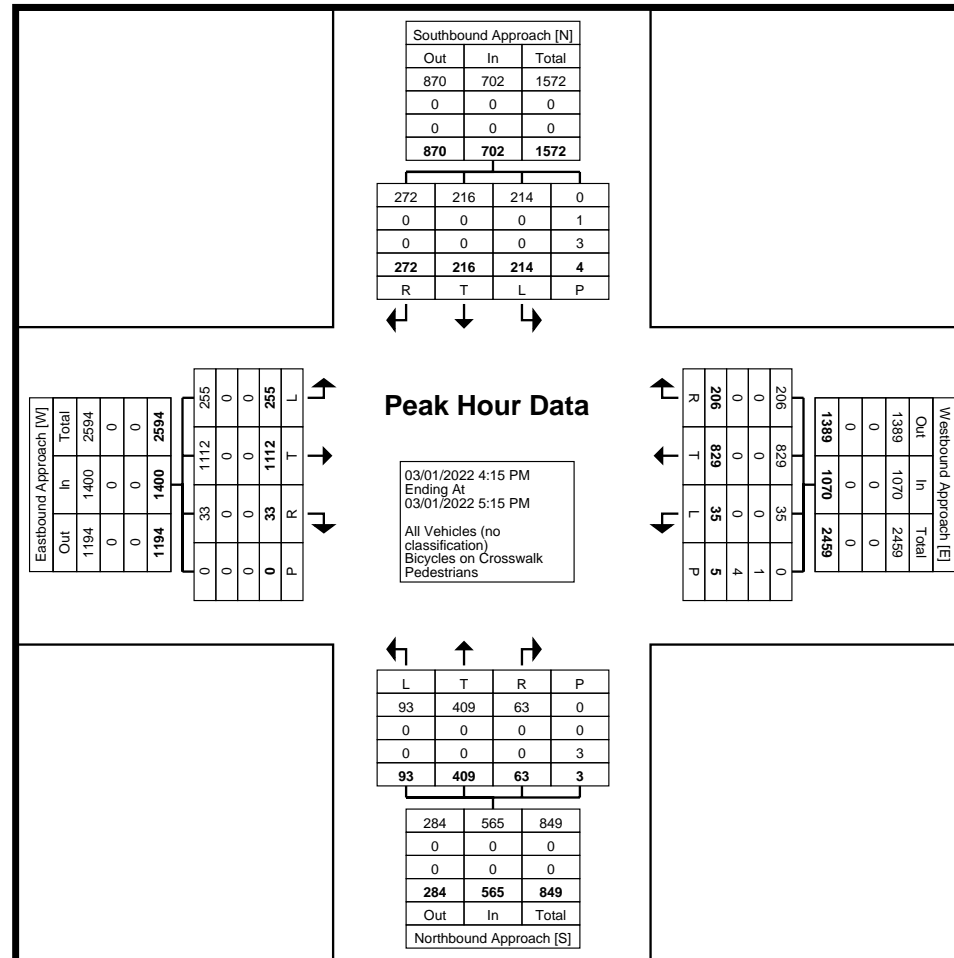 Southbound Approach [N]
Out In Total
870 702 1572
0 0 0
0 0 0
870 702 1572
272 216 214 0
0 0 0 1
0 0 0 3
272 216 214 4
R T L P
Eastbound Approach [W]
Total In Out
2594 1400 1194
0 0 0
0 0 0
2594 1400 1194
255 1112 33 0
0 0 0 0
0 0 0 0
255 1112 33 0
L T R P
Peak Hour Data
03/01/2022 4:15 PM
Ending At
03/01/2022 5:15 PM
All Vehicles (no
classification)
Bicycles on Crosswalk
Pedestrians
Westbound Approach [E]
Out In Total
1389 1070 2459
0 0 0
0 0 0
1389 1070 2459
206 829 35 0
0 0 0 1
0 0 0 4
206 829 35 5
R T L P
L T R P
93 409 63 0
0 0 0 0
0 0 0 3
93 409 63 3
284 565 849
0 0 0
0 0 0
284 565 849
Out In Total
Northbound Approach [S]